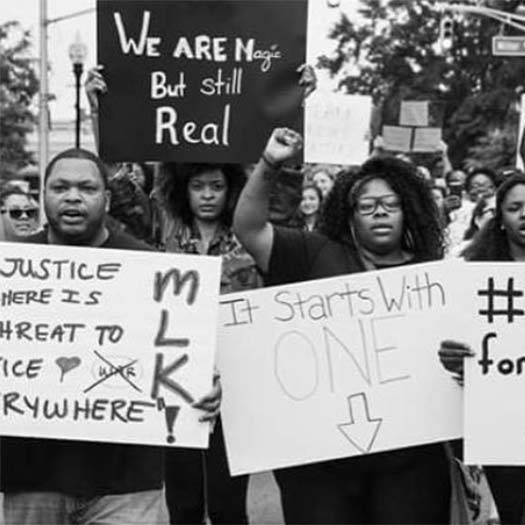 WE ARE Magic
But still
Real
JUSTICE
HERE IS
HREAT TO
ICE
WAR
RYWHERE"
MLK!
It Starts With
ONE
#
for